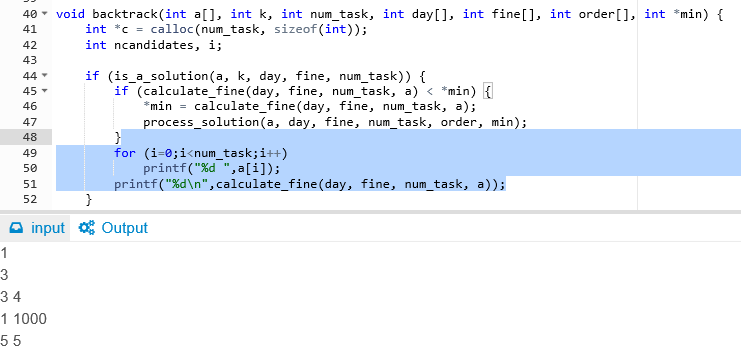 40 void backtrack(int a[], int k, int num_task, int day[], int fine[], int order[], int *min) {
41     int *c = calloc(num_task, sizeof(int));
42     int ncandidates, i;
43
44     if (is_a_solution(a, k, day, fine, num_task)) {
45         if (calculate_fine(day, fine, num_task, a) < *min) {
46             *min = calculate_fine(day, fine, num_task, a);
47             process_solution(a, day, fine, num_task, order, min);
48         }
49         for (i=0;i<num_task;i++)
50             printf("%d ",a[i]);
51         printf("%d\n",calculate_fine(day, fine, num_task, a));
52     }
input Output
1
3
3 4
1 1000
5 5